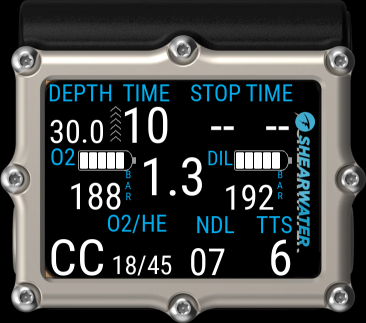 DEPTH TIME STOP TIME
30.0 10 -- --
O2 1.3 DIL
188 BAR 192 BAR
O2/HE NDL TTS
CC 18/45 07 6
SHEARWATER